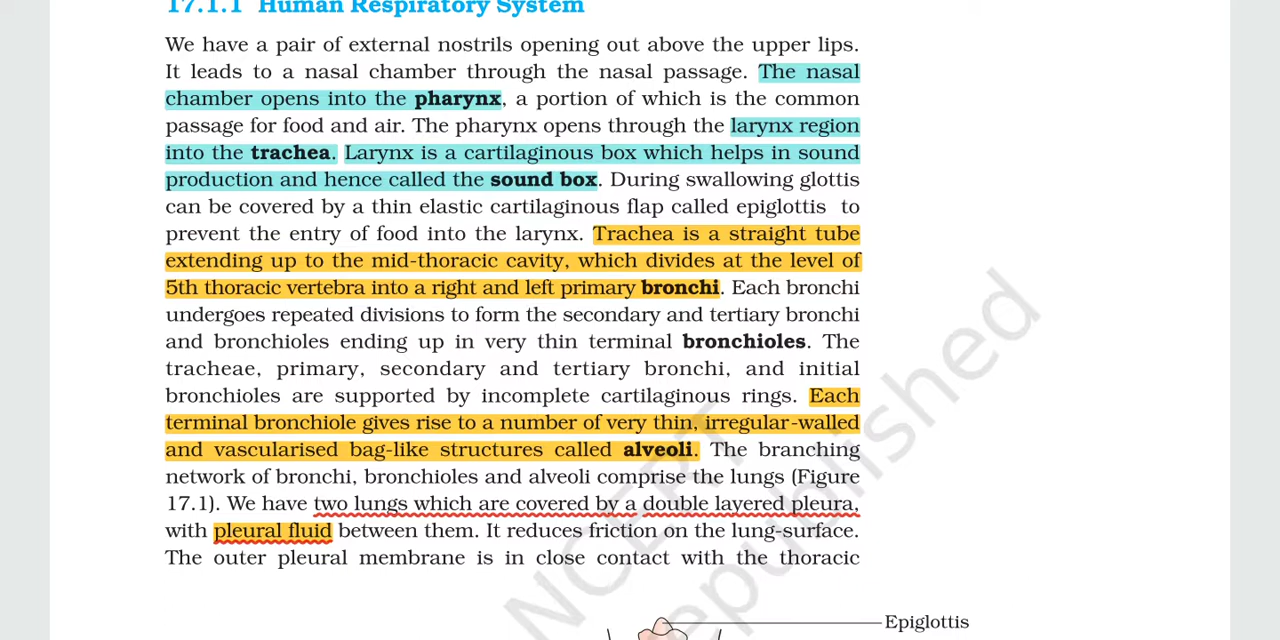 17.1.1 Human Respiratory System
We have a pair of external nostrils opening out above the upper lips.
It leads to a nasal chamber through the nasal passage. The nasal
chamber opens into the pharynx, a portion of which is the common
passage for food and air. The pharynx opens through the larynx region
into the trachea. Larynx is a cartilaginous box which helps in sound
production and hence called the sound box. During swallowing glottis
can be covered by a thin elastic cartilaginous flap called epiglottis to
prevent the entry of food into the larynx. Trachea is a straight tube
extending up to the mid-thoracic cavity, which divides at the level of
5th thoracic vertebra into a right and left primary bronchi. Each bronchi
undergoes repeated divisions to form the secondary and tertiary bronchi
and bronchioles ending up in very thin terminal bronchioles. The
tracheae, primary, secondary and tertiary bronchi, and initial
bronchioles are supported by incomplete cartilaginous rings. Each
terminal bronchiole gives rise to a number of very thin, irregular-walled
and vascularised bag-like structures called alveoli. The branching
network of bronchi, bronchioles and alveoli comprise the lungs (Figure
17.1). We have two lungs which are covered by a double layered pleura,
with pleural fluid between them. It reduces friction on the lung-surface.
The outer pleural membrane is in close contact with the thoracic
Epiglottis
NCERT
republished